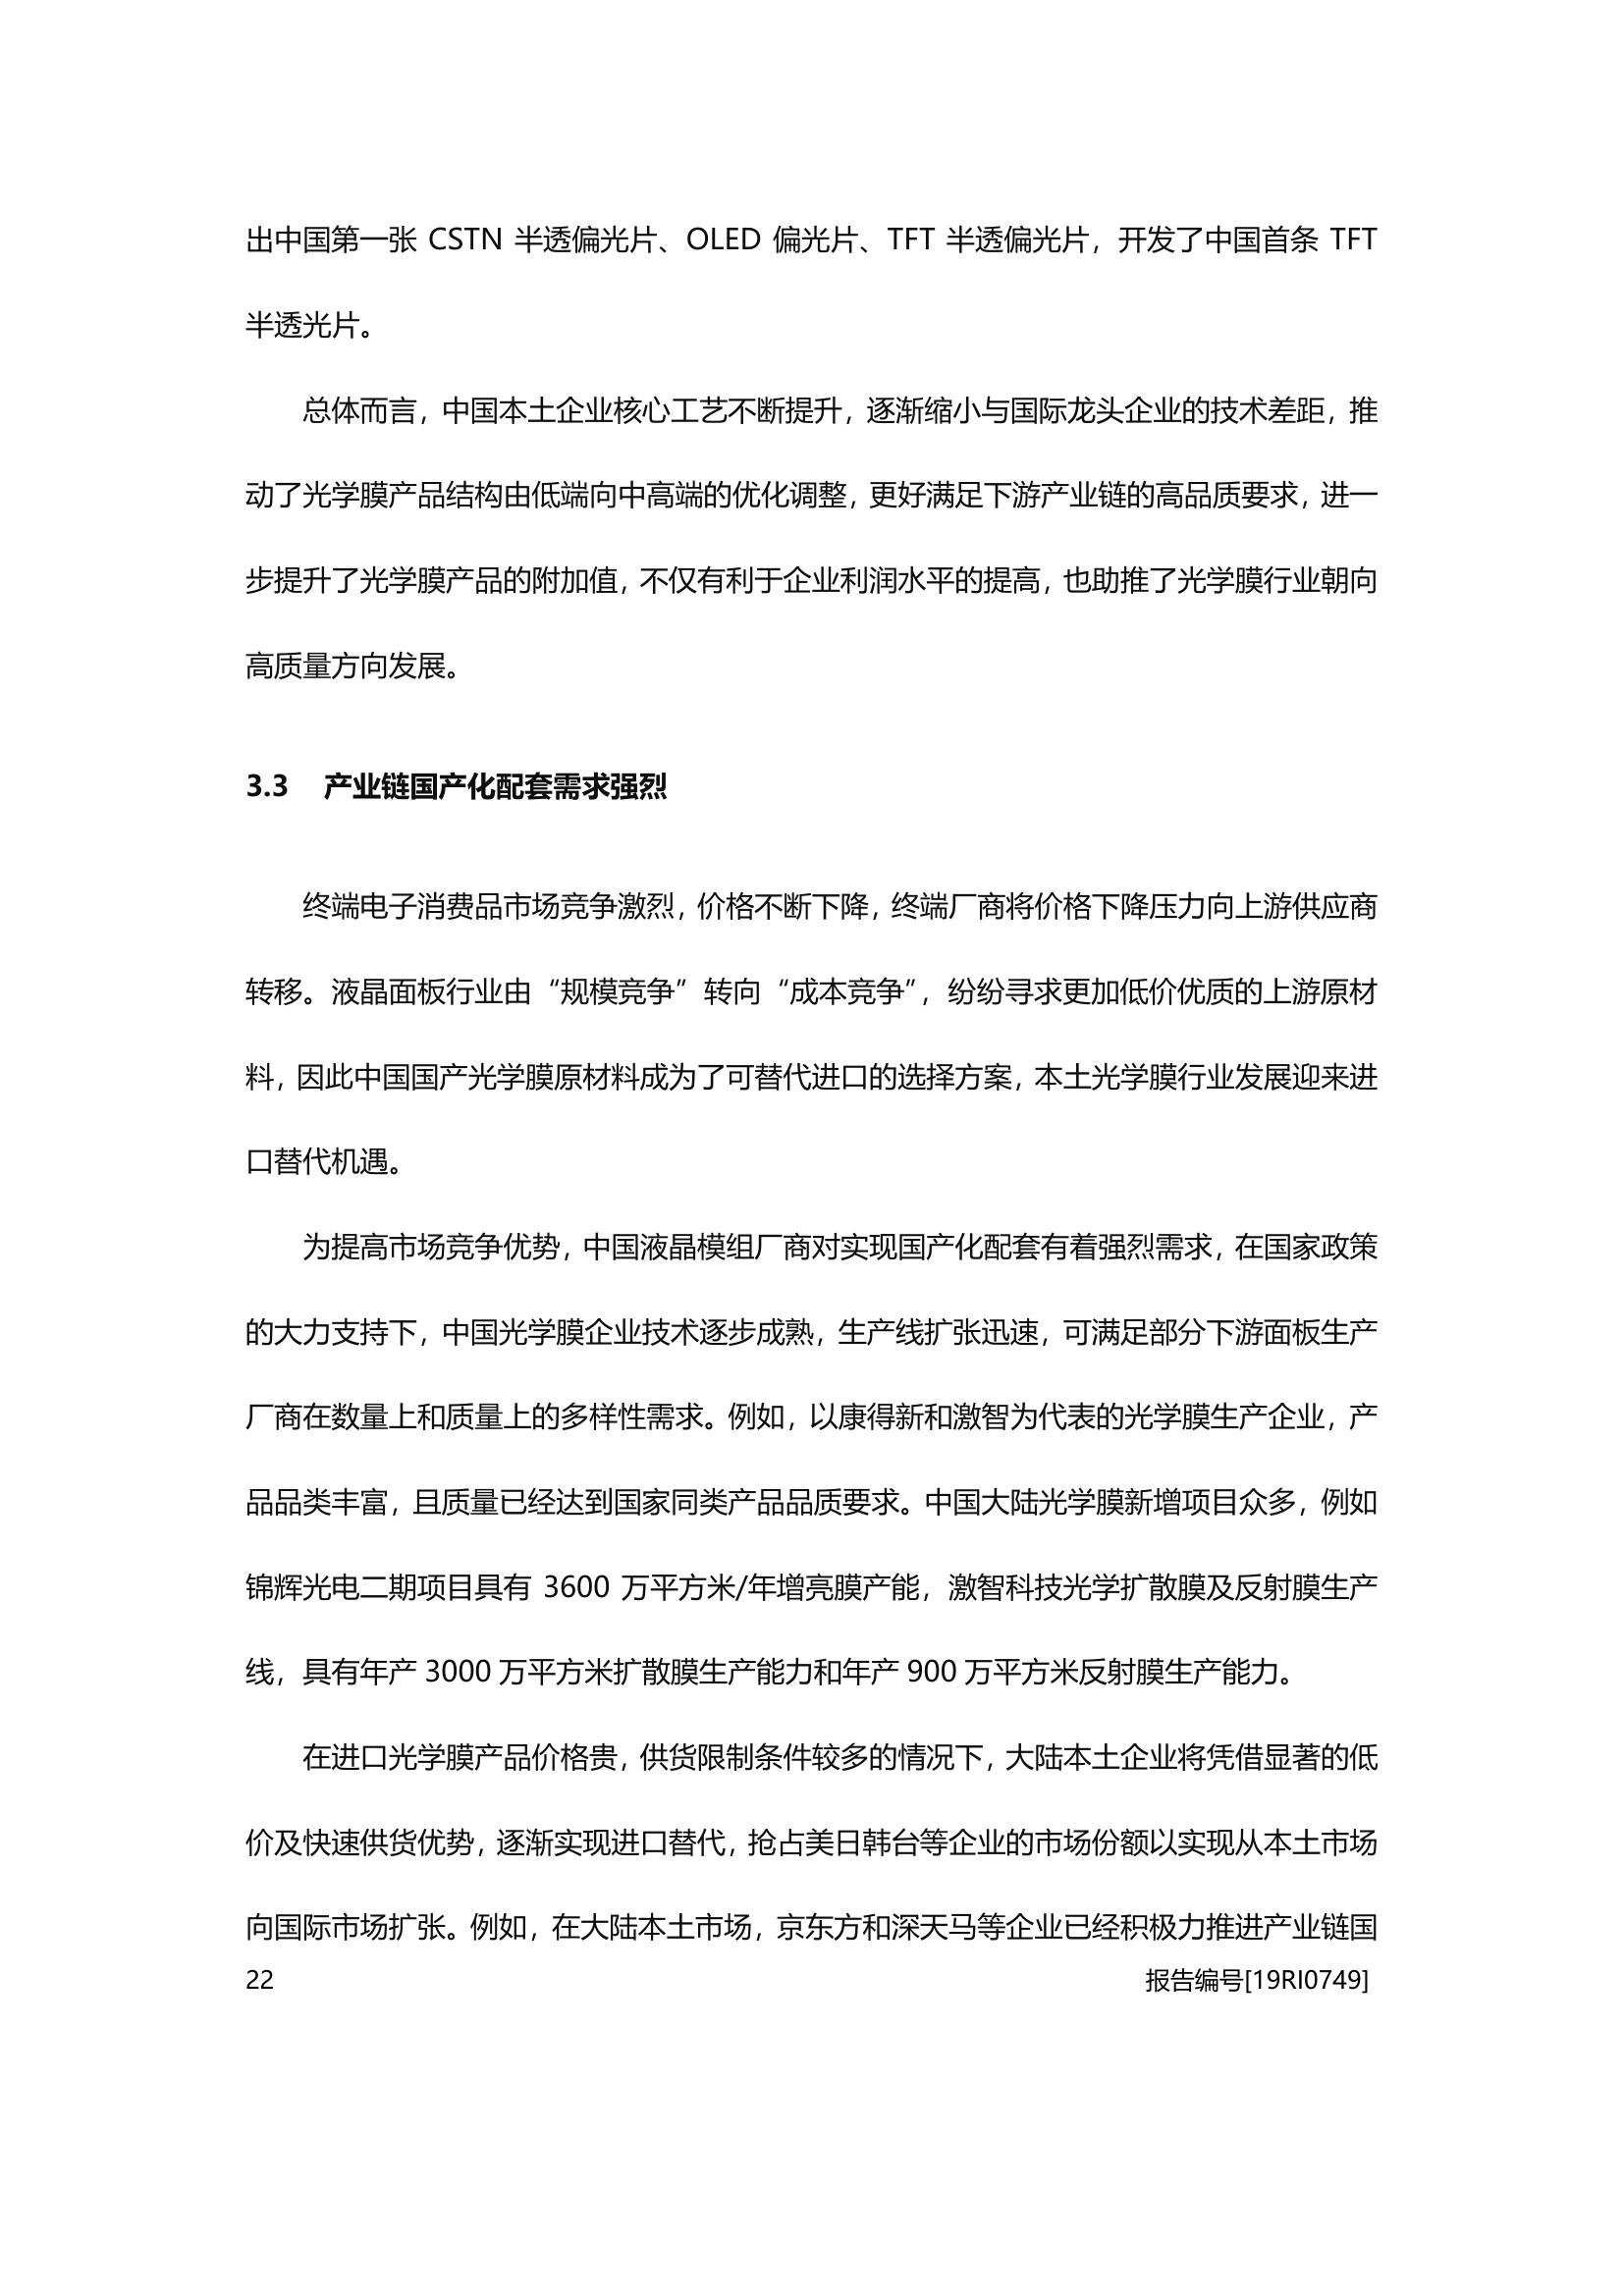 出中国第一张 CSTN 半透偏光片、OLED 偏光片、TFT 半透偏光片，开发了中国首条 TFT
半透光片。
总体而言，中国本土企业核心工艺不断提升，逐渐缩小与国际龙头企业的技术差距，推
动了光学膜产品结构由低端向中高端的优化调整，更好满足下游产业链的高品质要求，进一
步提升了光学膜产品的附加值，不仅有利于企业利润水平的提高，也助推了光学膜行业朝向
高质量方向发展。
3.3 产业链国产化配套需求强烈
终端电子消费品市场竞争激烈，价格不断下降，终端厂商将价格下降压力向上游供应商
转移。液晶面板行业由“规模竞争”转向“成本竞争”，纷纷寻求更加低价优质的上游原材
料，因此中国国产光学膜原材料成为了可替代进口的选择方案，本土光学膜行业发展迎来进
口替代机遇。
为提高市场竞争优势，中国液晶模组厂商对实现国产化配套有着强烈需求，在国家政策
的大力支持下，中国光学膜企业技术逐步成熟，生产线扩张迅速，可满足部分下游面板生产
厂商在数量上和质量上的多样性需求。例如，以康得新和激智为代表的光学膜生产企业，产
品品类丰富，且质量已经达到国家同类产品品质要求。中国大陆光学膜新增项目众多，例如
锦辉光电二期项目具有 3600 万平方米/年增亮膜产能，激智科技光学扩散膜及反射膜生产
线，具有年产 3000 万平方米扩散膜生产能力和年产 900 万平方米反射膜生产能力。
在进口光学膜产品价格贵，供货限制条件较多的情况下，大陆本土企业将凭借显著的低
价及快速供货优势，逐渐实现进口替代，抢占美日韩台等企业的市场份额以实现从本土市场
向国际市场扩张。例如，在大陆本土市场，京东方和深天马等企业已经积极力推进产业链国
22 报告编号[19RI0749]